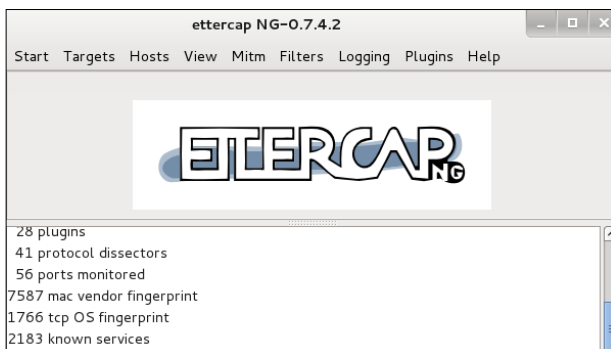 ettercap NG-0.7.4.2
Start Targets Hosts View Mitm Filters Logging Plugins Help
ETTERCAP
NG
28 plugins
41 protocol dissectors
56 ports monitored
7587 mac vendor fingerprint
1766 tcp OS fingerprint
2183 known services